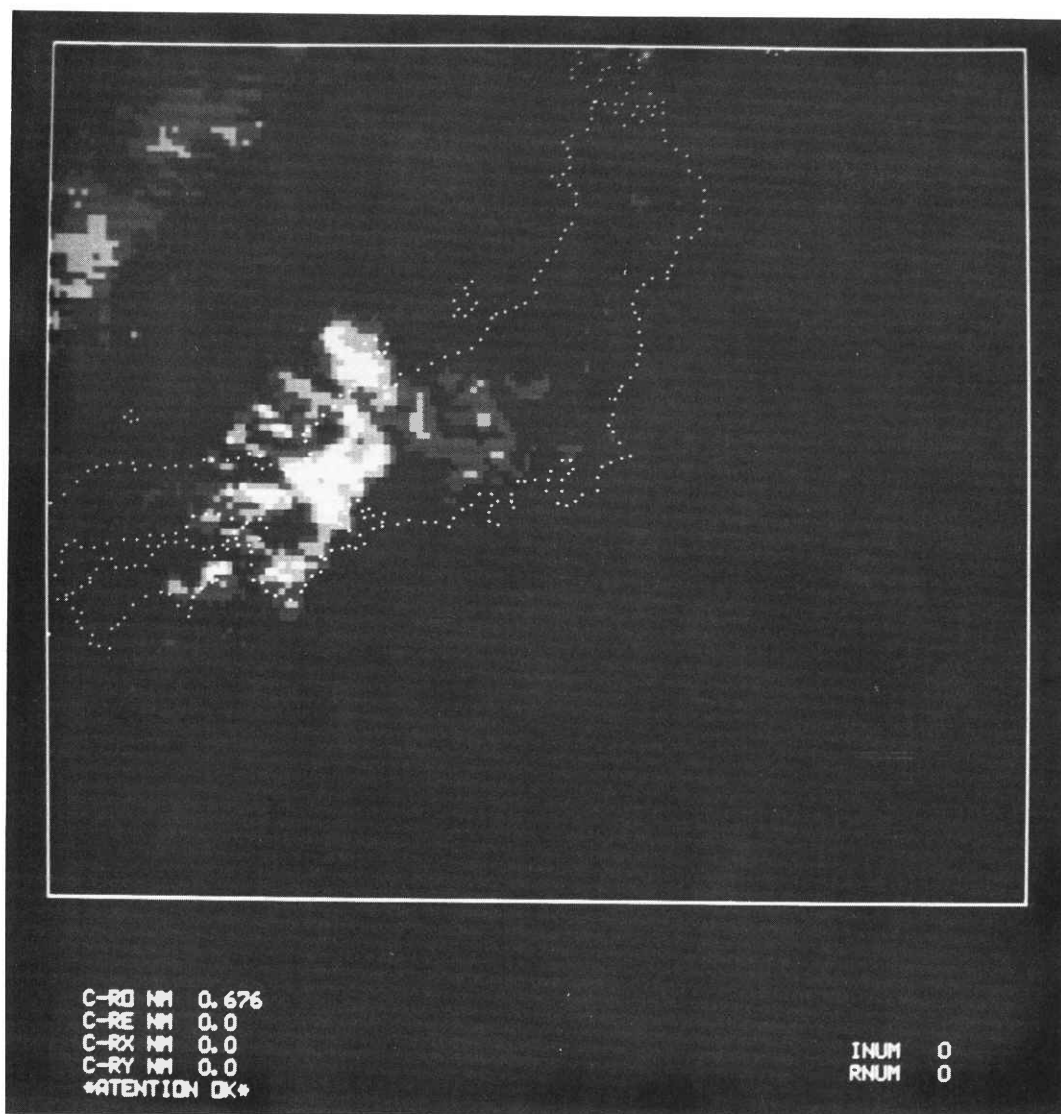 C-RO NM 0.676
C-RE NM 0.0
C-RX NM 0.0
C-RY NM 0.0
*ATENTION OK*
INUM 0
RNUM 0